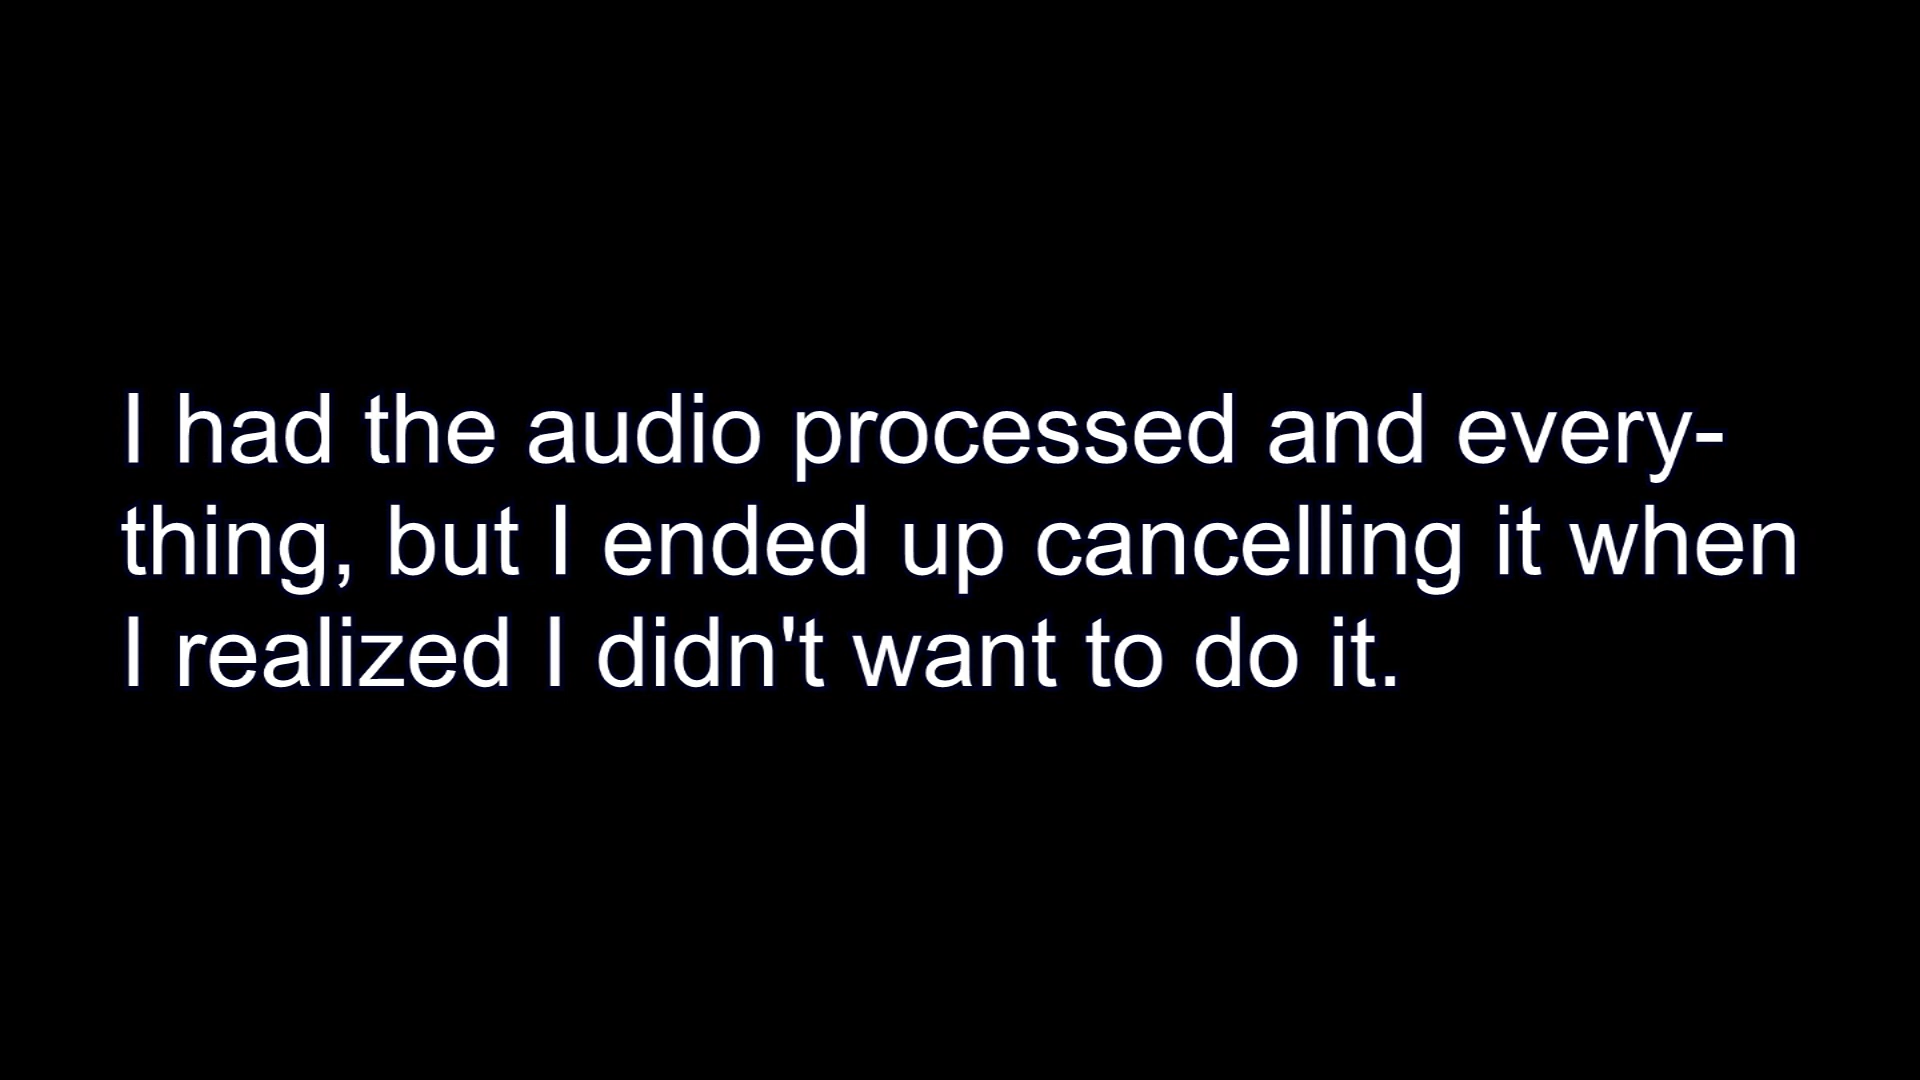 I had the audio processed and every-
thing, but I ended up cancelling it when
I realized I didn't want to do it.